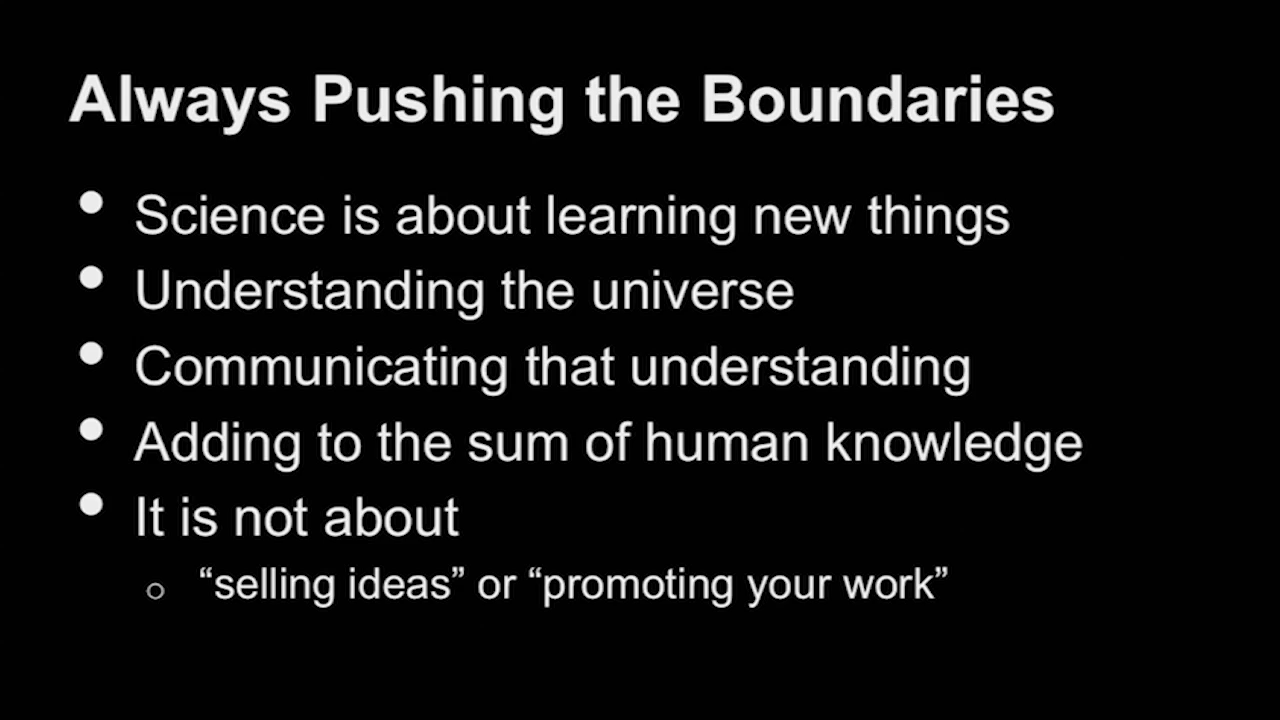 Always Pushing the Boundaries
• Science is about learning new things
• Understanding the universe
• Communicating that understanding
• Adding to the sum of human knowledge
• It is not about
○ “selling ideas” or “promoting your work”